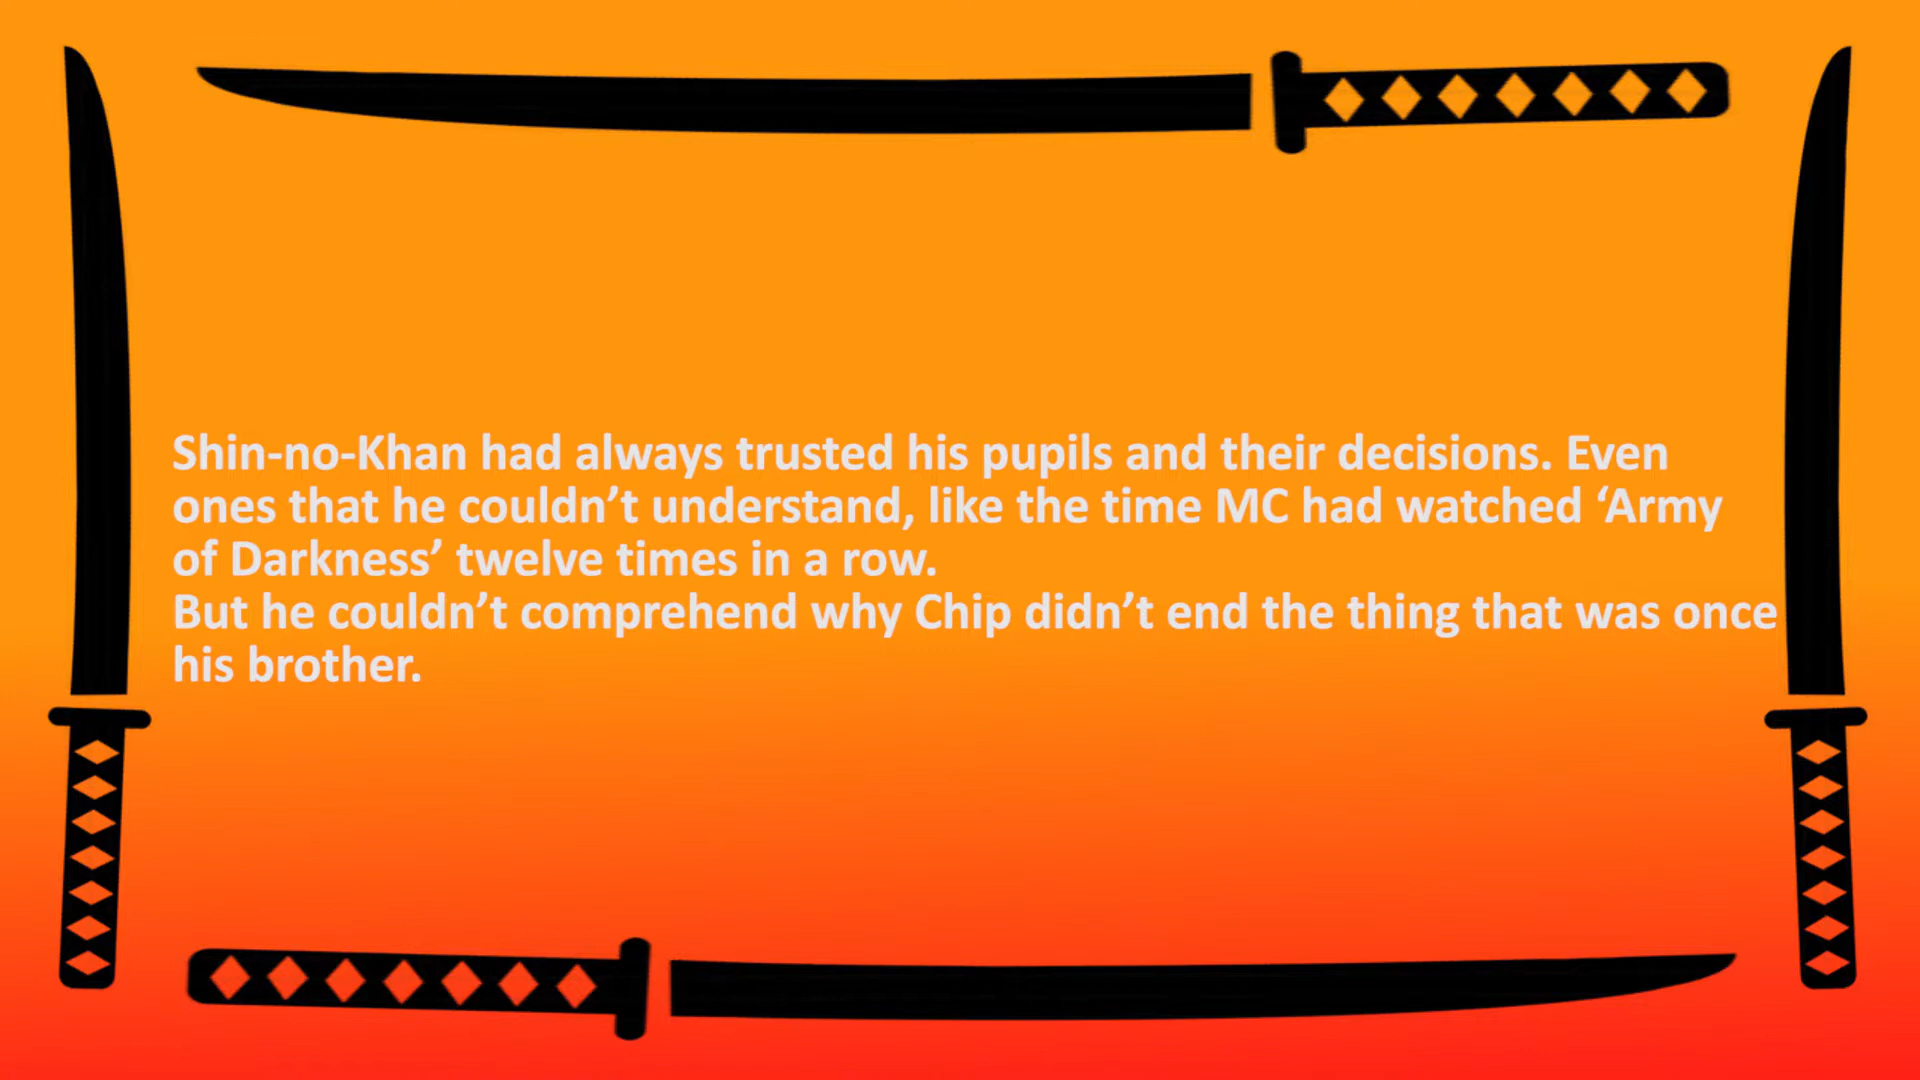 Shin-no-Khan had always trusted his pupils and their decisions. Even
ones that he couldn’t understand, like the time MC had watched ‘Army
of Darkness’ twelve times in a row.
But he couldn’t comprehend why Chip didn’t end the thing that was once
his brother.